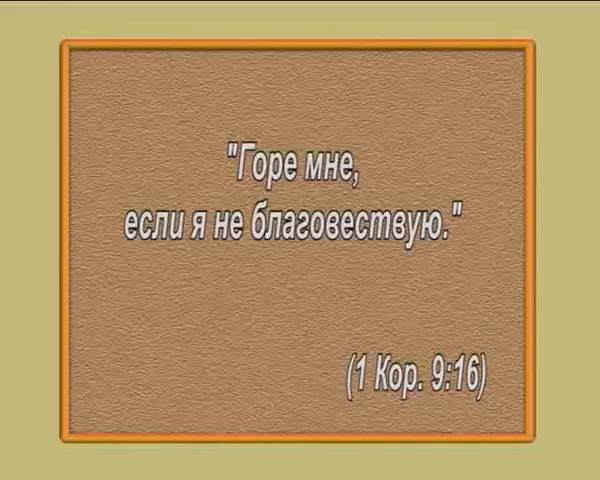 "Горе мне,
если я не благовествую."
(1 Кор. 9:16)